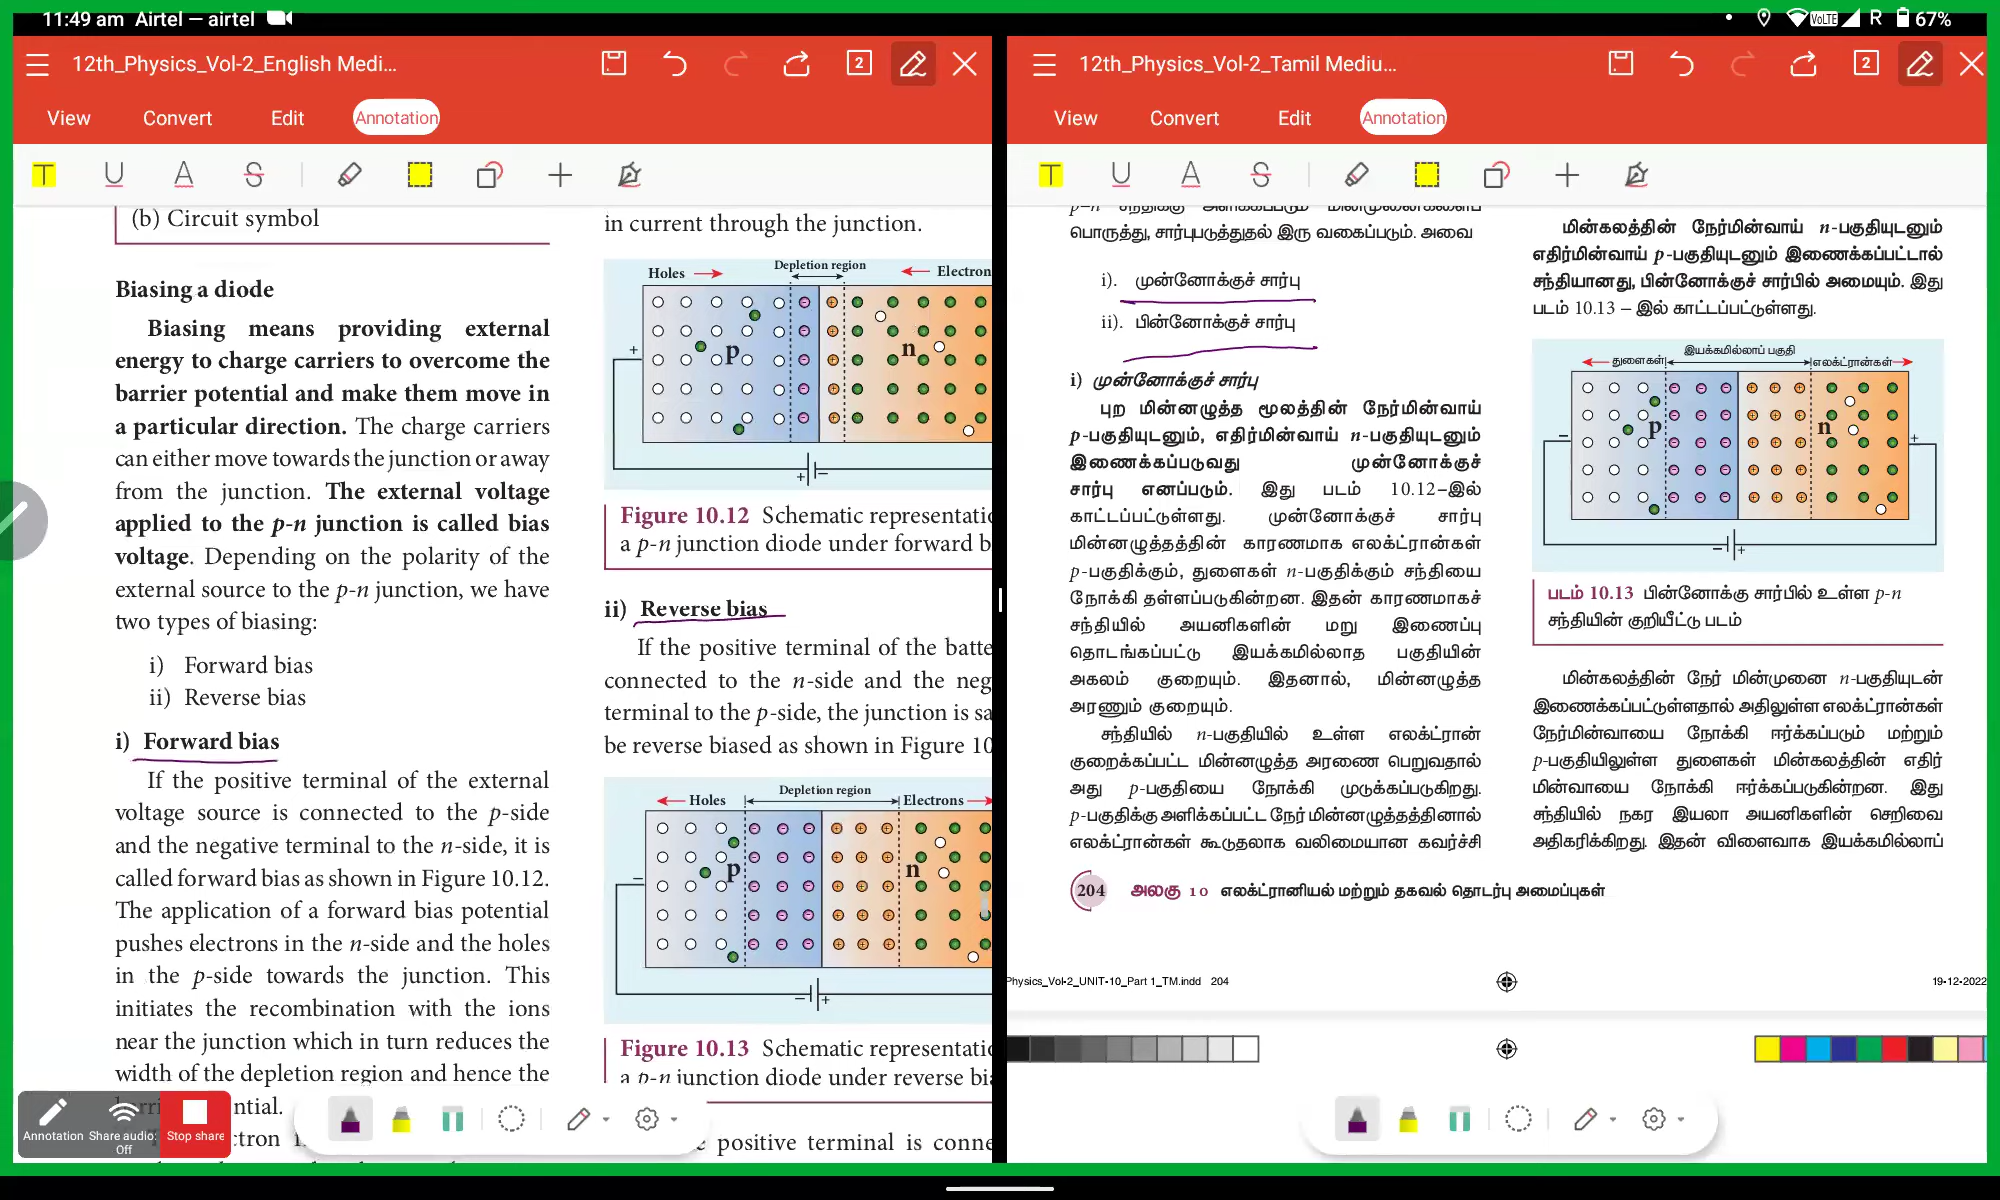 11:49 am Airtel — airtel
VoLTE R 67%
12th_Physics_Vol-2_English Medi...
2
View Convert Edit Annotation
(b) Circuit symbol
Biasing a diode
Biasing means providing external
energy to charge carriers to overcome the
barrier potential and make them move in
a particular direction. The charge carriers
can either move towards the junction or away
from the junction. The external voltage
applied to the p-n junction is called bias
voltage. Depending on the polarity of the
external source to the p-n junction, we have
two types of biasing:
i) Forward bias
ii) Reverse bias
i) Forward bias
If the positive terminal of the external
voltage source is connected to the p-side
and the negative terminal to the n-side, it is
called forward bias as shown in Figure 10.12.
The application of a forward bias potential
pushes electrons in the n-side and the holes
in the p-side towards the junction. This
initiates the recombination with the ions
near the junction which in turn reduces the
width of the depletion region and hence the
ntial.
Annotation Share audio: Off Stop share
in current through the junction.
Holes Depletion region Electron
p n
+
+ −
Figure 10.12 Schematic representatio
a p-n junction diode under forward b
ii) Reverse bias
If the positive terminal of the batte
connected to the n-side and the neg
terminal to the p-side, the junction is sa
be reverse biased as shown in Figure 10
Holes Depletion region Electrons
p n
−
− +
Figure 10.13 Schematic representatio
a p-n junction diode under reverse bia
positive terminal is conne
12th_Physics_Vol-2_Tamil Mediu...
2
View Convert Edit Annotation
p-n சந்திக்கு அளிக்கப்படும் மின்முனைகளைப்
பொருத்து, சார்புபடுத்துதல் இரு வகைப்படும். அவை
i). முன்னோக்குச் சார்பு
ii). பின்னோக்குச் சார்பு
i) முன்னோக்குச் சார்பு
புற மின்னழுத்த மூலத்தின் நேர்மின்வாய்
p-பகுதியுடனும், எதிர்மின்வாய் n-பகுதியுடனும்
இணைக்கப்படுவது முன்னோக்குச்
சார்பு எனப்படும். இது படம் 10.12–இல்
காட்டப்பட்டுள்ளது. முன்னோக்குச் சார்பு
மின்னழுத்தத்தின் காரணமாக எலக்ட்ரான்கள்
p-பகுதிக்கும், துளைகள் n-பகுதிக்கும் சந்தியை
நோக்கி தள்ளப்படுகின்றன. இதன் காரணமாகச்
சந்தியில் அயனிகளின் மறு இணைப்பு
தொடங்கப்பட்டு இயக்கமில்லாத பகுதியின்
அகலம் குறையும். இதனால், மின்னழுத்த
அரணும் குறையும்.
சந்தியில் n-பகுதியில் உள்ள எலக்ட்ரான்
குறைக்கப்பட்ட மின்னழுத்த அரணை பெறுவதால்
அது p-பகுதியை நோக்கி முடுக்கப்படுகிறது.
p-பகுதிக்கு அளிக்கப்பட்ட நேர் மின்னழுத்தத்தினால்
எலக்ட்ரான்கள் கூடுதலாக வலிமையான கவர்ச்சி
மின்கலத்தின் நேர்மின்வாய் n-பகுதியுடனும்
எதிர்மின்வாய் p-பகுதியுடனும் இணைக்கப்பட்டால்
சந்தியானது, பின்னோக்குச் சார்பில் அமையும். இது
படம் 10.13 – இல் காட்டப்பட்டுள்ளது.
இயக்கமில்லாப் பகுதி
துளைகள் எலக்ட்ரான்கள்
p n
− +
− +
படம் 10.13 பின்னோக்கு சார்பில் உள்ள p-n
சந்தியின் குறியீட்டு படம்
மின்கலத்தின் நேர் மின்முனை n-பகுதியுடன்
இணைக்கப்பட்டுள்ளதால் அதிலுள்ள எலக்ட்ரான்கள்
நேர்மின்வாயை நோக்கி ஈர்க்கப்படும் மற்றும்
p-பகுதியிலுள்ள துளைகள் மின்கலத்தின் எதிர்
மின்வாயை நோக்கி ஈர்க்கப்படுகின்றன. இது
சந்தியில் நகர இயலா அயனிகளின் செறிவை
அதிகரிக்கிறது. இதன் விளைவாக இயக்கமில்லாப்
204 அலகு 10 எலக்ட்ரானியல் மற்றும் தகவல் தொடர்பு அமைப்புகள்
Physics_Vol-2_UNIT-10_Part 1_TM.indd 204
19-12-2022